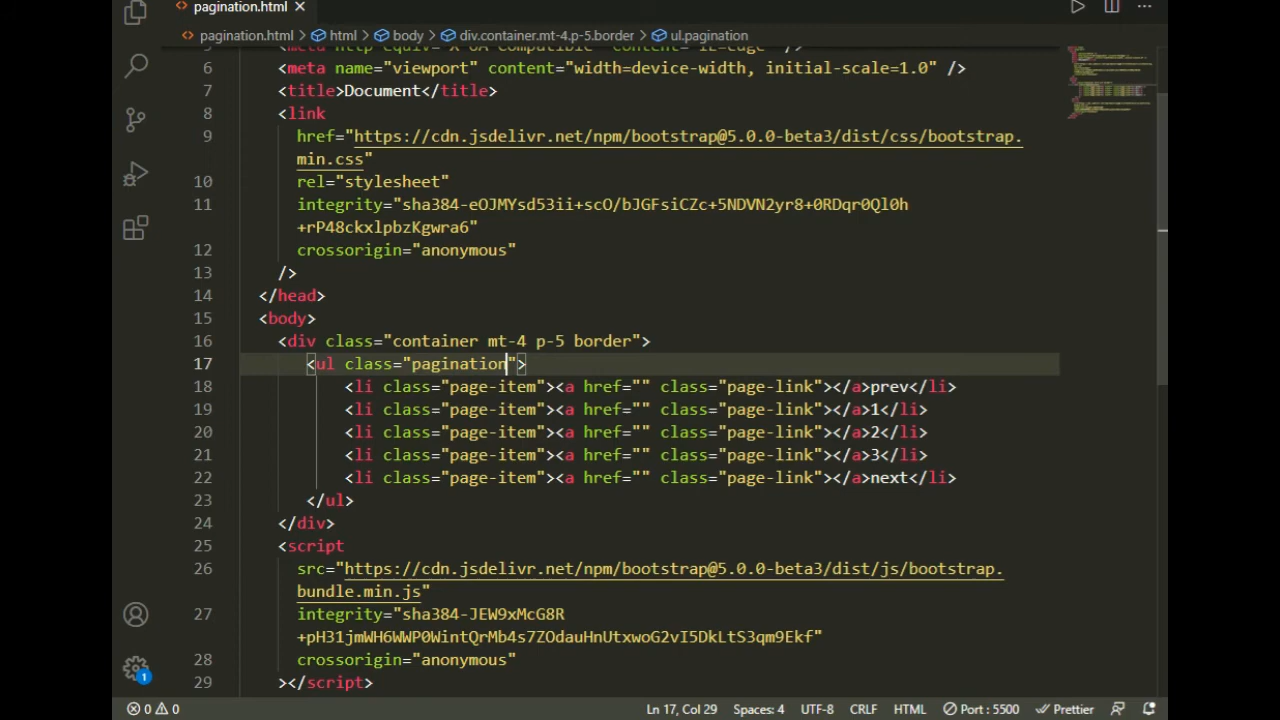 pagination.html
pagination.html > html > body > div.container.mt-4.p-5.border > ul.pagination
6 <meta name="viewport" content="width=device-width, initial-scale=1.0" />
7 <title>Document</title>
8 <link
9 href="https://cdn.jsdelivr.net/npm/bootstrap@5.0.0-beta3/dist/css/bootstrap.
min.css"
10 rel="stylesheet"
11 integrity="sha384-eOJMYsd53ii+scO/bJGFsiCZc+5NDVN2yr8+0RDqr0Ql0h
+rP48ckxlpbzKgwra6"
12 crossorigin="anonymous"
13 />
14 </head>
15 <body>
16 <div class="container mt-4 p-5 border">
17 <ul class="pagination">
18 <li class="page-item"><a href="" class="page-link"></a>prev</li>
19 <li class="page-item"><a href="" class="page-link"></a>1</li>
20 <li class="page-item"><a href="" class="page-link"></a>2</li>
21 <li class="page-item"><a href="" class="page-link"></a>3</li>
22 <li class="page-item"><a href="" class="page-link"></a>next</li>
23 </ul>
24 </div>
25 <script
26 src="https://cdn.jsdelivr.net/npm/bootstrap@5.0.0-beta3/dist/js/bootstrap.
bundle.min.js"
27 integrity="sha384-JEW9xMcG8R
+pH31jmWH6WWP0WintQrMb4s7ZOdauHnUtxwoG2vI5DkLtS3qm9Ekf"
28 crossorigin="anonymous"
29 ></script>
1
0 0 Ln 17, Col 29 Spaces: 4 UTF-8 CRLF HTML Port : 5500 Prettier